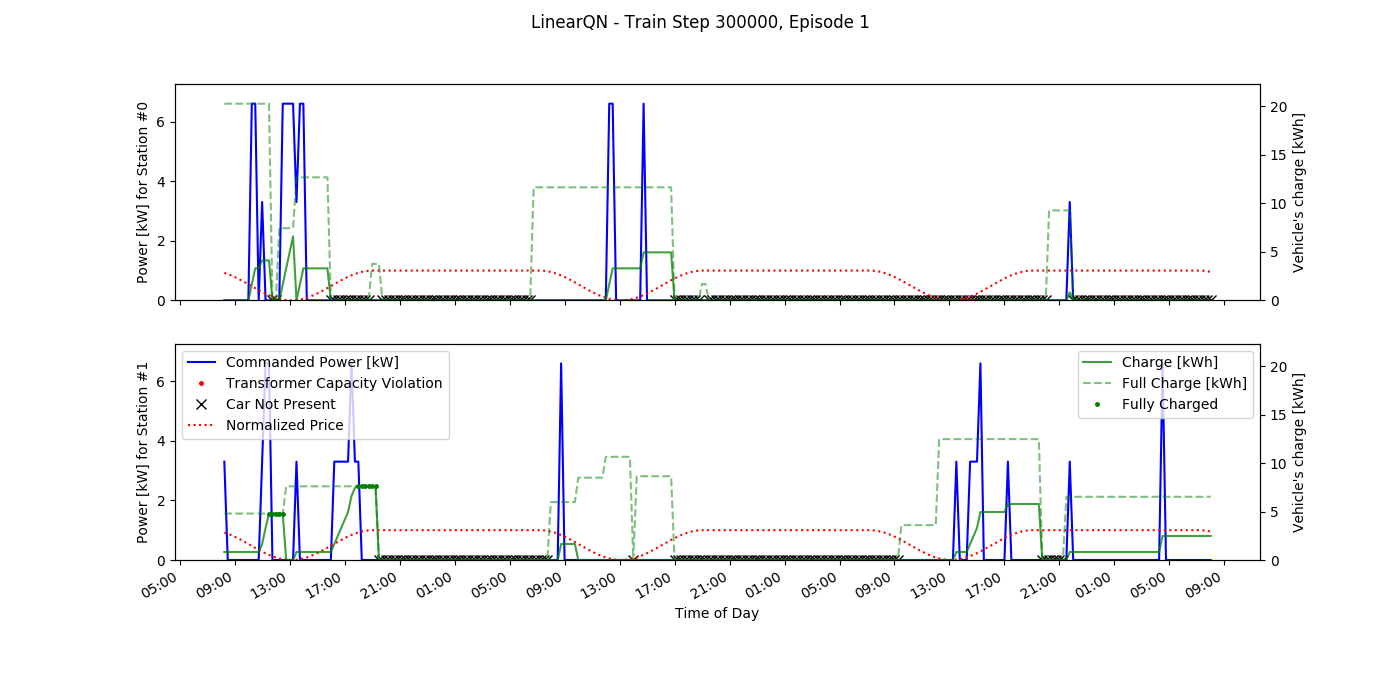 LinearQN - Train Step 300000, Episode 1
Power [kW] for Station #0
6
4
2
0
20
15
10
5
0
Vehicle's charge [kWh]
Power [kW] for Station #1
6
4
2
0
Commanded Power [kW]
Transformer Capacity Violation
Car Not Present
Normalized Price
Charge [kWh]
Full Charge [kWh]
Fully Charged
20
15
10
5
0
Vehicle's charge [kWh]
05:00 09:00 13:00 17:00 21:00 01:00 05:00 09:00 13:00 17:00 21:00 01:00 05:00 09:00 13:00 17:00 21:00 01:00 05:00 09:00
Time of Day